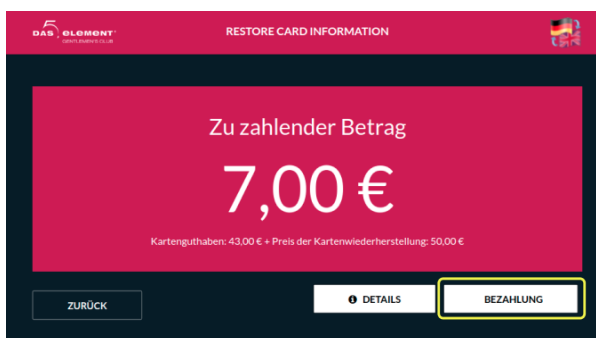 DAS 5. ELEMENT
GENTLEMEN'S CLUB
RESTORE CARD INFORMATION
Zu zahlender Betrag
7,00 €
Kartenguthaben: 43,00 € + Preis der Kartenwiederherstellung: 50,00 €
ZURÜCK
DETAILS
BEZAHLUNG